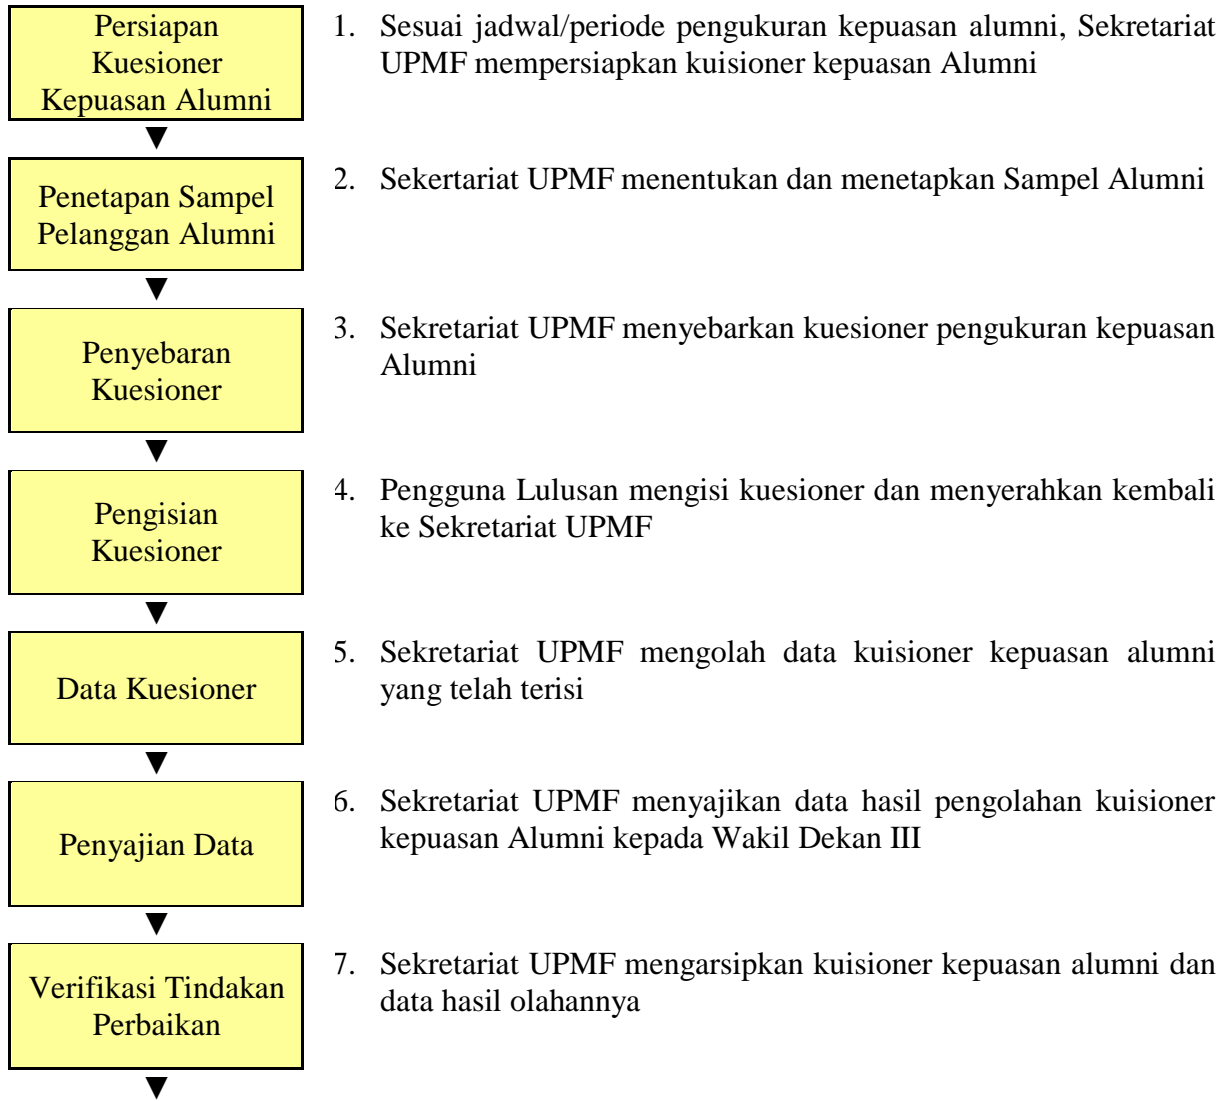 Persiapan
Kuesioner
Kepuasan Alumni
1. Sesuai jadwal/periode pengukuran kepuasan alumni, Sekretariat
UPMF mempersiapkan kuisioner kepuasan Alumni
Penetapan Sampel
Pelanggan Alumni
2. Sekertariat UPMF menentukan dan menetapkan Sampel Alumni
Penyebaran
Kuesioner
3. Sekretariat UPMF menyebarkan kuesioner pengukuran kepuasan
Alumni
Pengisian
Kuesioner
4. Pengguna Lulusan mengisi kuesioner dan menyerahkan kembali
ke Sekretariat UPMF
Data Kuesioner
5. Sekretariat UPMF mengolah data kuisioner kepuasan alumni
yang telah terisi
Penyajian Data
6. Sekretariat UPMF menyajikan data hasil pengolahan kuisioner
kepuasan Alumni kepada Wakil Dekan III
Verifikasi Tindakan
Perbaikan
7. Sekretariat UPMF mengarsipkan kuisioner kepuasan alumni dan
data hasil olahannya